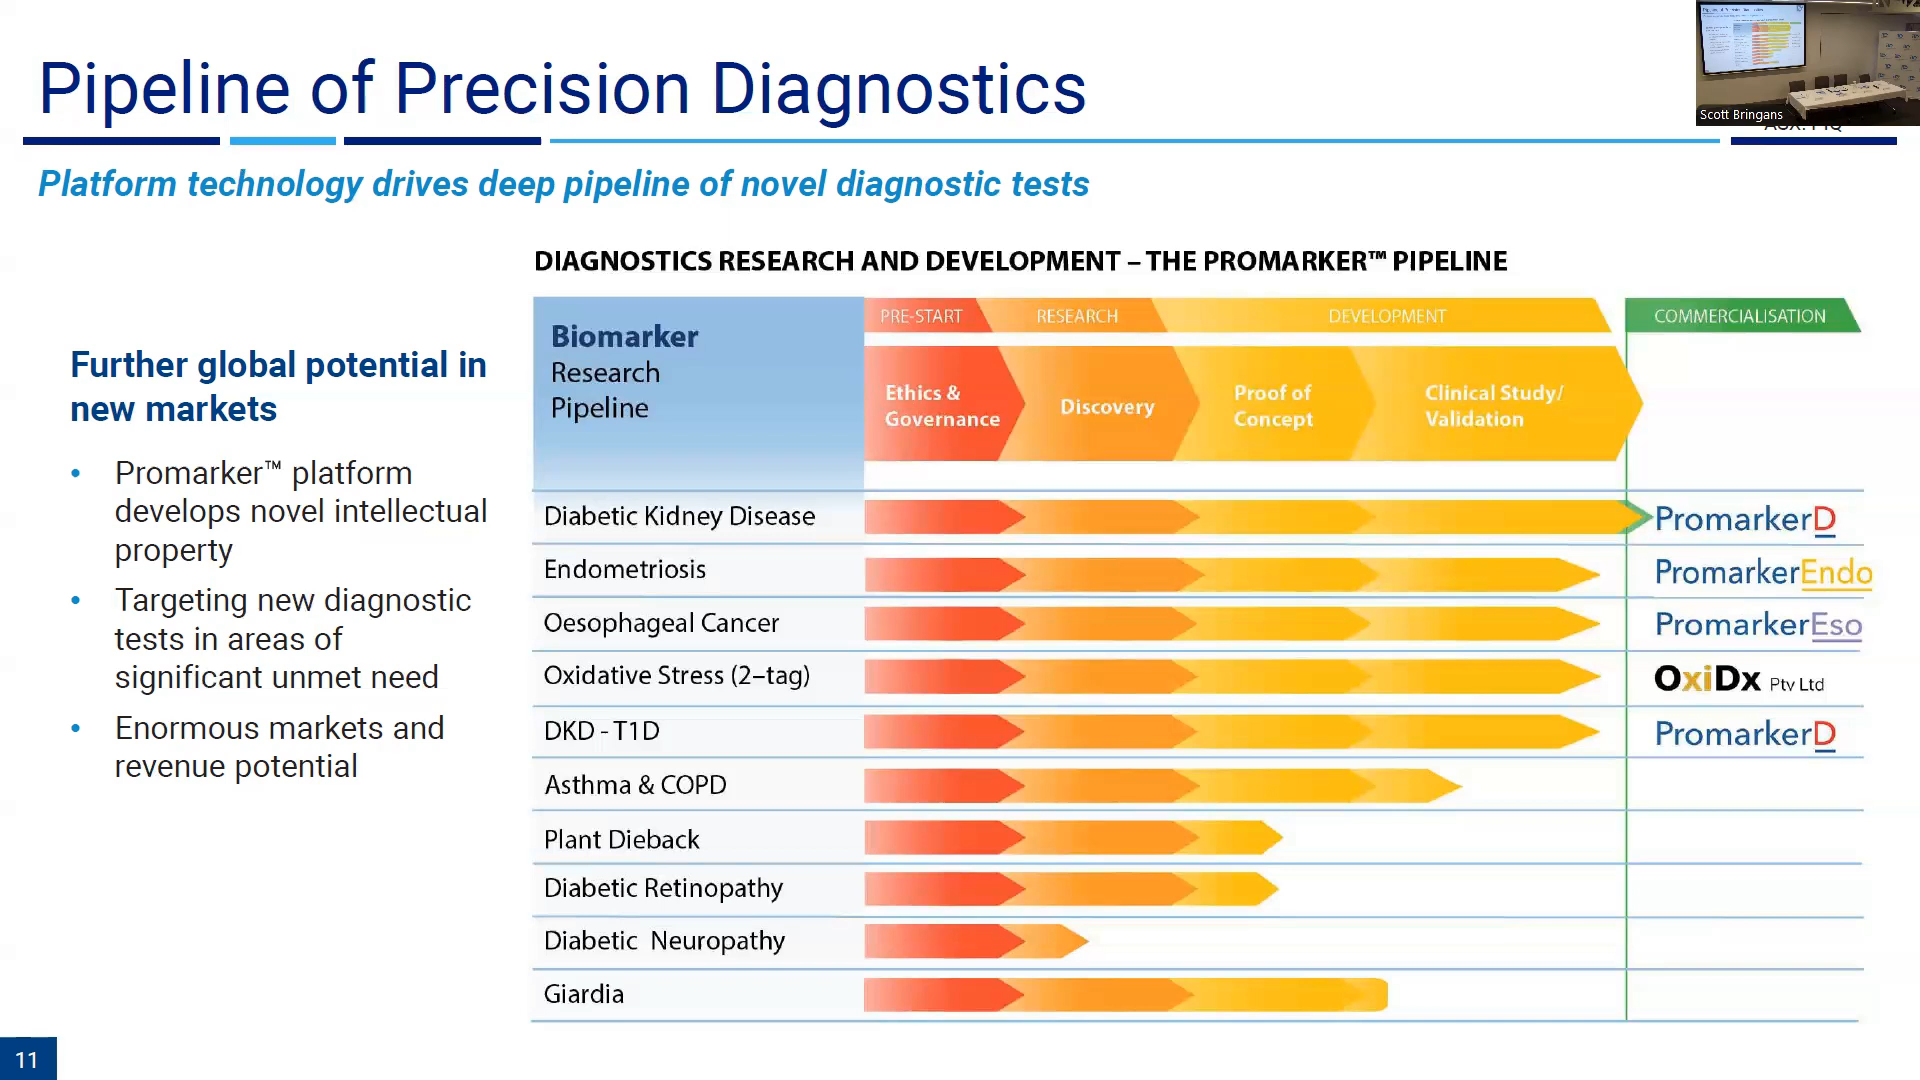 Pipeline of Precision Diagnostics
Scott Bringans
Platform technology drives deep pipeline of novel diagnostic tests
Further global potential in
new markets
• Promarker™ platform
develops novel intellectual
property
• Targeting new diagnostic
tests in areas of
significant unmet need
• Enormous markets and
revenue potential
DIAGNOSTICS RESEARCH AND DEVELOPMENT – THE PROMARKER™ PIPELINE
Biomarker
Research
Pipeline
PRE-START RESEARCH DEVELOPMENT COMMERCIALISATION
Ethics &
Governance
Discovery
Proof of
Concept
Clinical Study/
Validation
Diabetic Kidney Disease PromarkerD
Endometriosis PromarkerEndo
Oesophageal Cancer PromarkerEso
Oxidative Stress (2–tag) OxiDx Pty Ltd
DKD - T1D PromarkerD
Asthma & COPD
Plant Dieback
Diabetic Retinopathy
Diabetic Neuropathy
Giardia
11